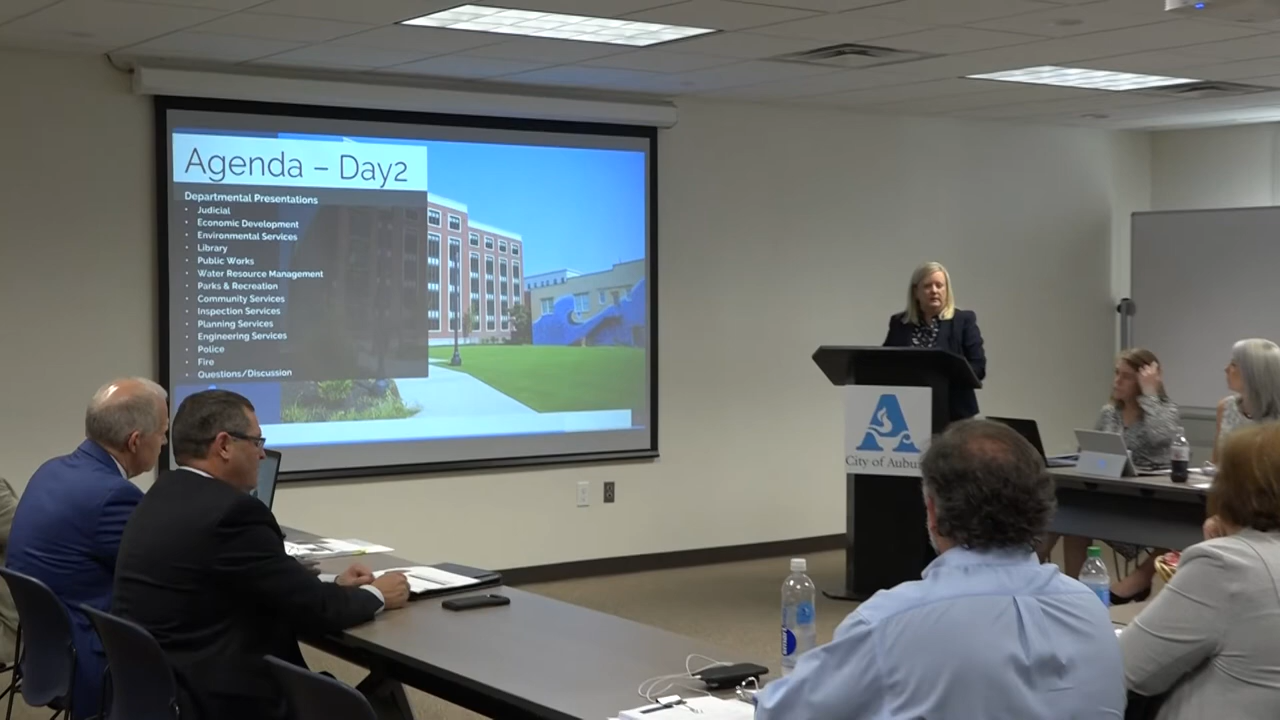 Agenda – Day2
Departmental Presentations
• Judicial
• Economic Development
• Environmental Services
• Library
• Public Works
• Water Resource Management
• Parks & Recreation
• Community Services
• Inspection Services
• Planning Services
• Engineering Services
• Police
• Fire
• Questions/Discussion
A
City of Aubu